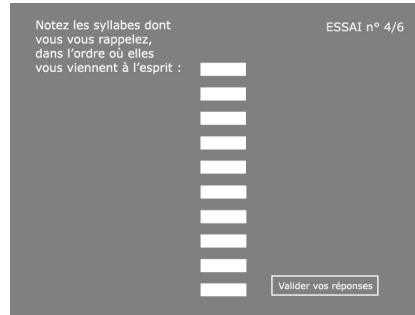 Notez les syllabes dont
vous vous rappelez,
dans l'ordre où elles
vous viennent à l'esprit :
ESSAI n° 4/6
Valider vos réponses